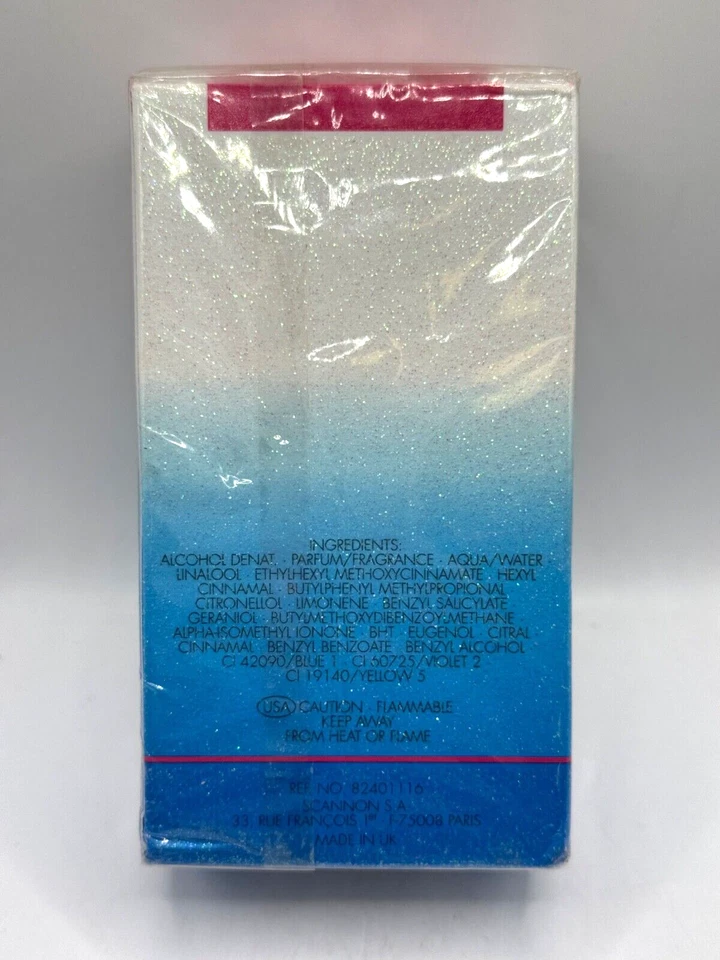 INGREDIENTS:
ALCOHOL DENAT. · PARFUM/FRAGRANCE · AQUA/WATER
LINALOOL · ETHYLHEXYL METHOXYCINNAMATE · HEXYL
CINNAMAL · BUTYLPHENYL METHYLPROPIONAL
CITRONELLOL · LIMONENE · BENZYL SALICYLATE
GERANIOL · BUTYLMETHOXYDIBENZOYLMETHANE
ALPHA-ISOMETHYL IONONE · BHT · EUGENOL · CITRAL
CINNAMAL · BENZYL BENZOATE · BENZYL ALCOHOL
CI 42090/BLUE 1 · CI 60725/VIOLET 2
CI 19140/YELLOW 5
USA CAUTION · FLAMMABLE
KEEP AWAY
FROM HEAT OR FLAME
REF. NO. 82401116
SCANNON S.A.
33, RUE FRANÇOIS 1ER F-75008 PARIS
MADE IN UK